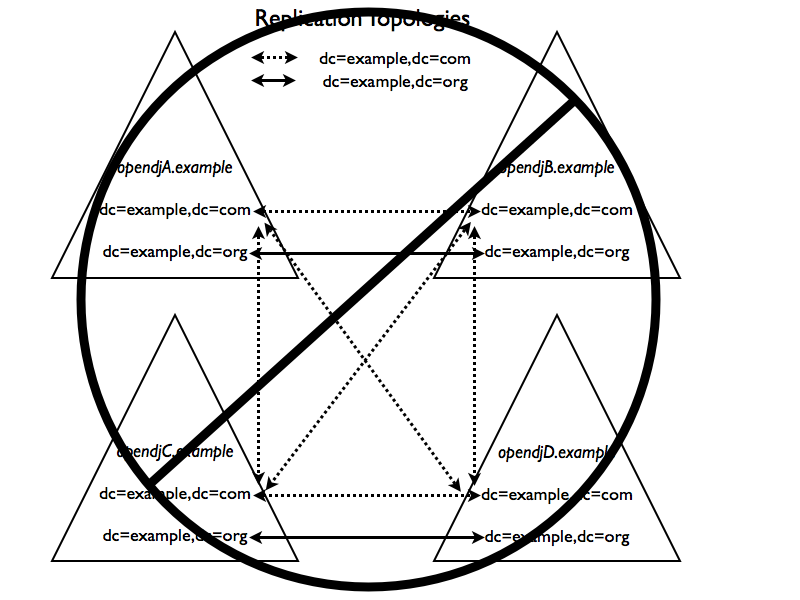 Replication Topologies
dc=example,dc=com
dc=example,dc=org
opendjA.example
dc=example,dc=com
dc=example,dc=org
opendjB.example
dc=example,dc=com
dc=example,dc=org
opendjC.example
dc=example,dc=com
dc=example,dc=org
opendjD.example
dc=example,dc=com
dc=example,dc=org